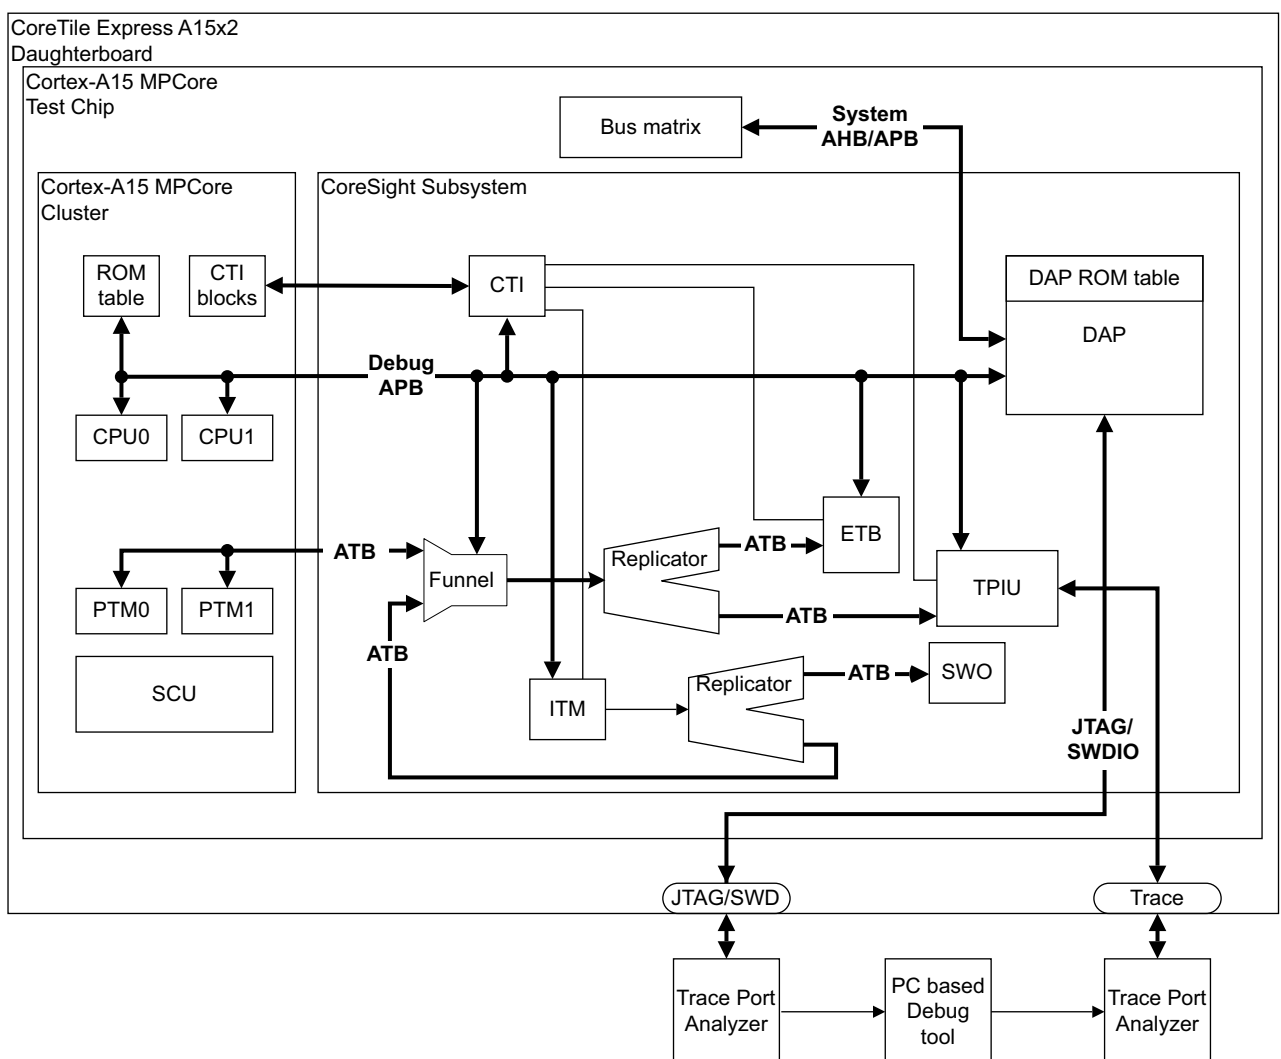 CoreTile Express A15x2
Daughterboard
Cortex-A15 MPCore
Test Chip
Bus matrix
System
AHB/APB
Cortex-A15 MPCore
Cluster
CoreSight Subsystem
ROM
table
CTI
blocks
CTI
DAP ROM table
DAP
Debug
APB
CPU0
CPU1
ETB
ATB
Funnel
Replicator
ATB
TPIU
PTM0
PTM1
ATB
ATB
SCU
ITM
Replicator
ATB
SWO
JTAG/
SWDIO
JTAG/SWD
Trace
Trace Port
Analyzer
PC based
Debug
tool
Trace Port
Analyzer